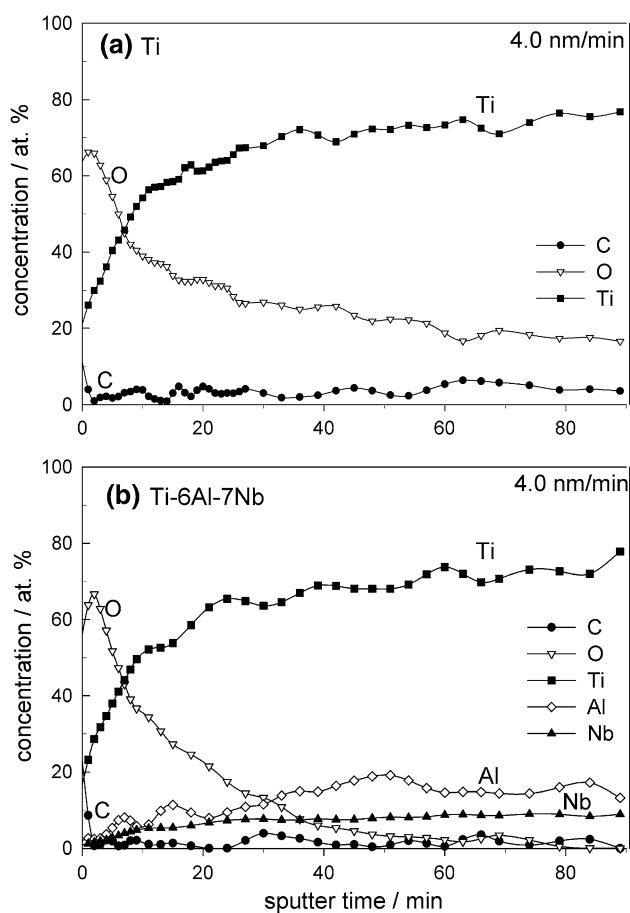 100
(a) Ti
4.0 nm/min
80
Ti
60
O
concentration / at. %
40
C
O
Ti
20
C
0
0 20 40 60 80
100
(b) Ti-6Al-7Nb
4.0 nm/min
80
Ti
O
60
C
O
Ti
Al
Nb
concentration / at. %
40
20
Al
C
Nb
0
0 20 40 60 80
sputter time / min